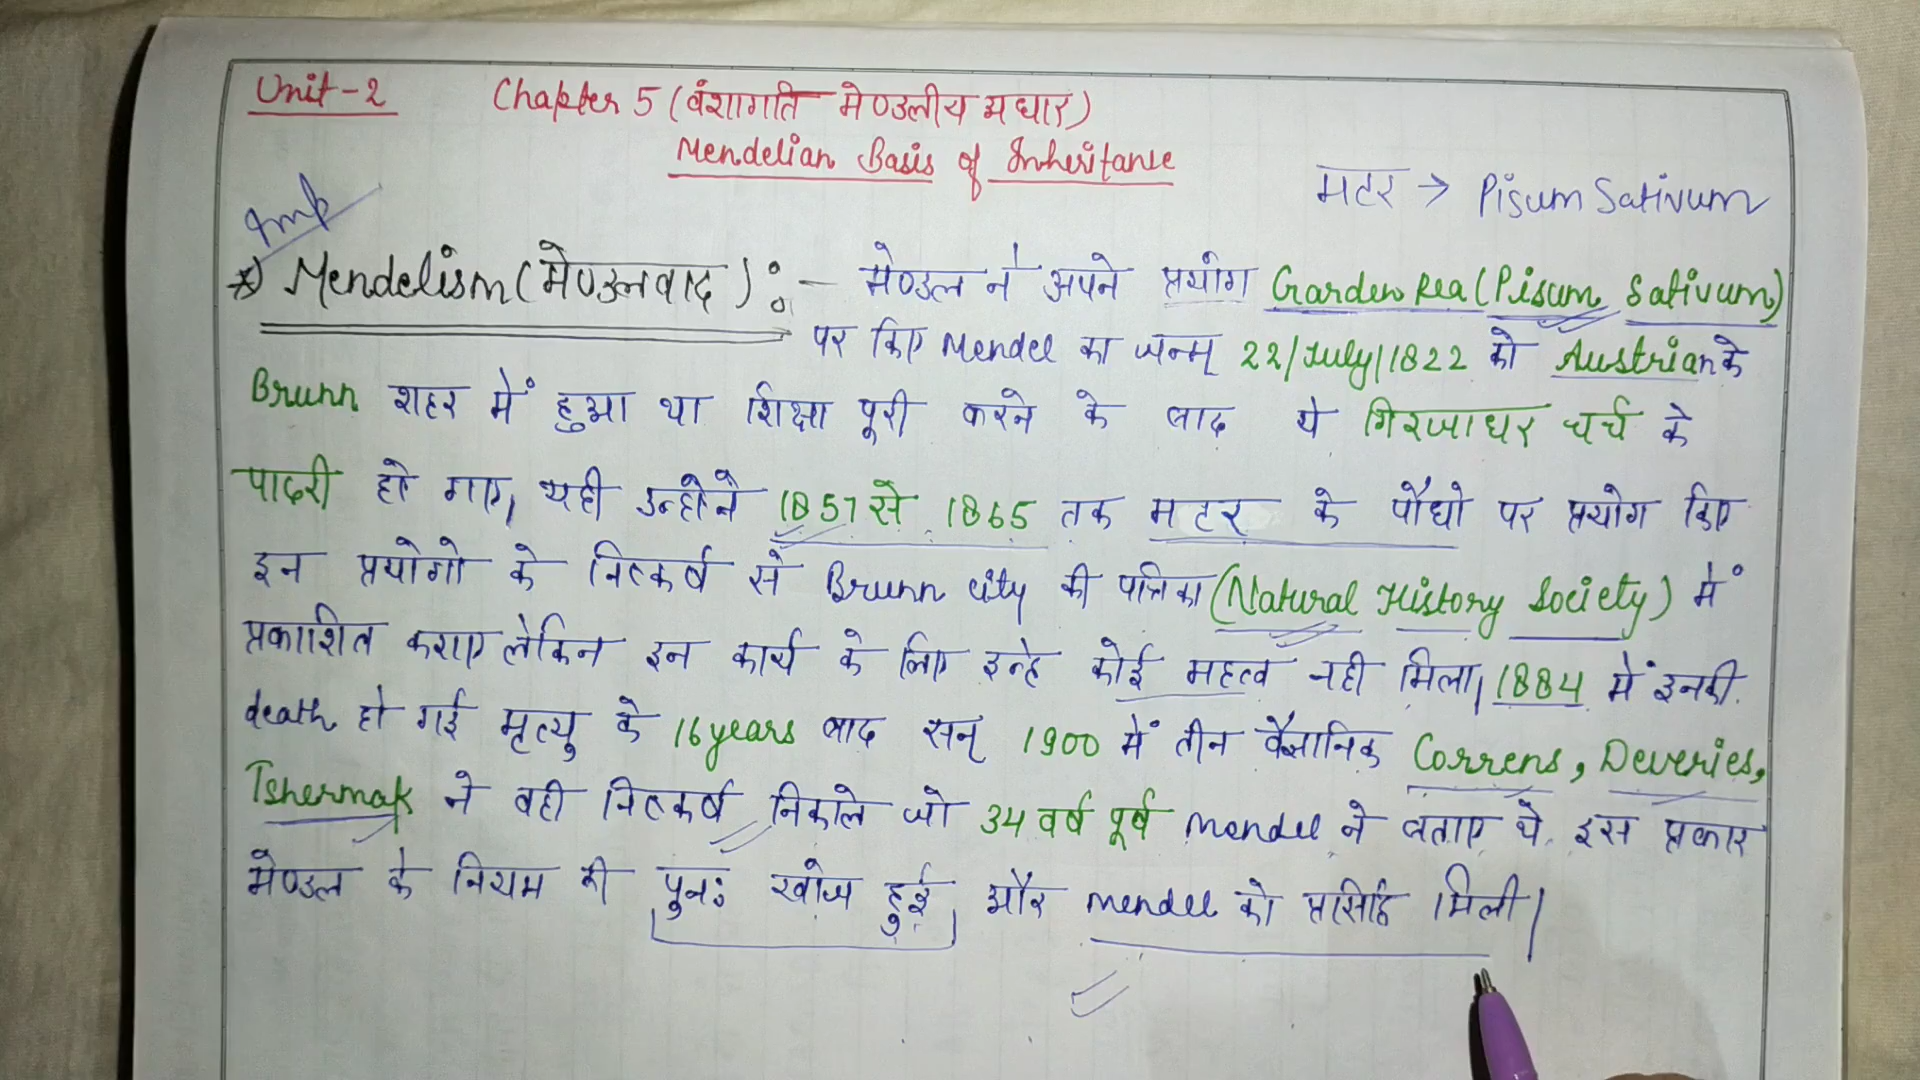 Unit-2 Chapter 5 (वंशागति मेण्डलीय अधार)
Mendelian Basis of Inheritance
मटर → Pisum Sativum
Imp
*) Mendelism (मेण्डलवाद) :- मेण्डल ने अपने प्रयोग Garden Pea (Pisum Sativum)
पर किए Mendel का जन्म 22/July/1822 को Austrian के
Brunn शहर में हुआ था शिक्षा पूरी करने के बाद ये गिरजाघर चर्च के
पादरी हो गए, यही उन्होने 1857 से 1865 तक मटर के पौधो पर प्रयोग किए
इन प्रयोगो के निष्कर्ष से Brunn city की पत्रिका (Natural History Society) में
प्रकाशित कराए लेकिन इन कार्य के लिए इन्हे कोई महत्व नही मिला, 1884 में इनकी
death हो गई मृत्यु के 16 years बाद सन् 1900 में तीन वैज्ञानिक Correns, Deveries,
Tshermak ने वही निष्कर्ष निकाले जो 34 वर्ष पूर्व Mendel ने बताए थे. इस प्रकार
मेण्डल के नियम की पुनः खोज हुई और Mendel को प्रसिद्धि मिली।